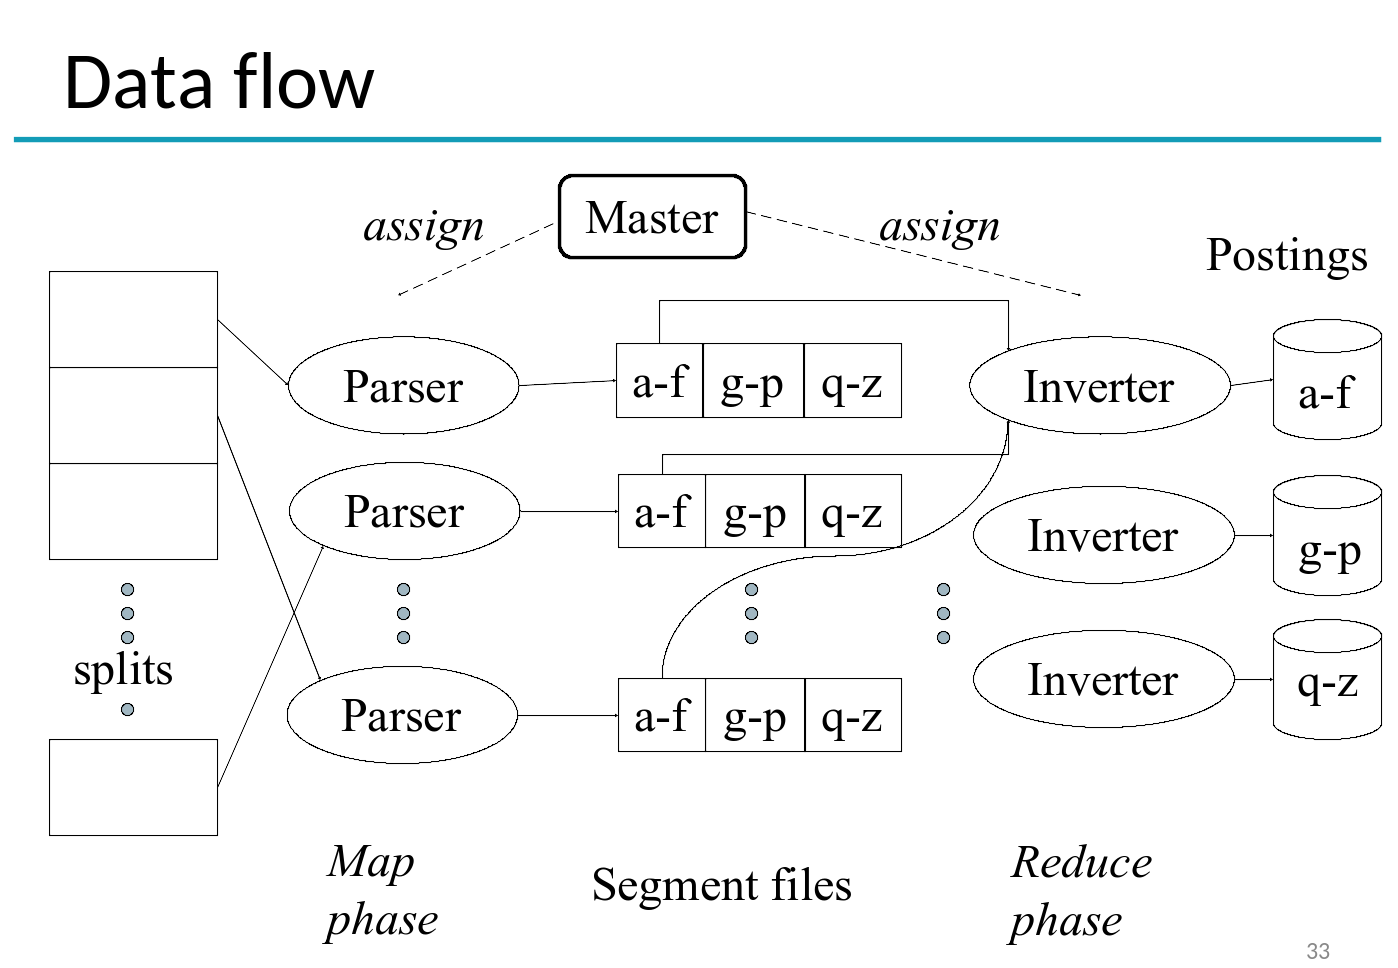 Data flow
assign
Master
assign
Postings
Parser
a-f
g-p
q-z
Inverter
a-f
Parser
a-f
g-p
q-z
Inverter
g-p
splits
Parser
a-f
g-p
q-z
Inverter
q-z
Map
phase
Segment files
Reduce
phase
33